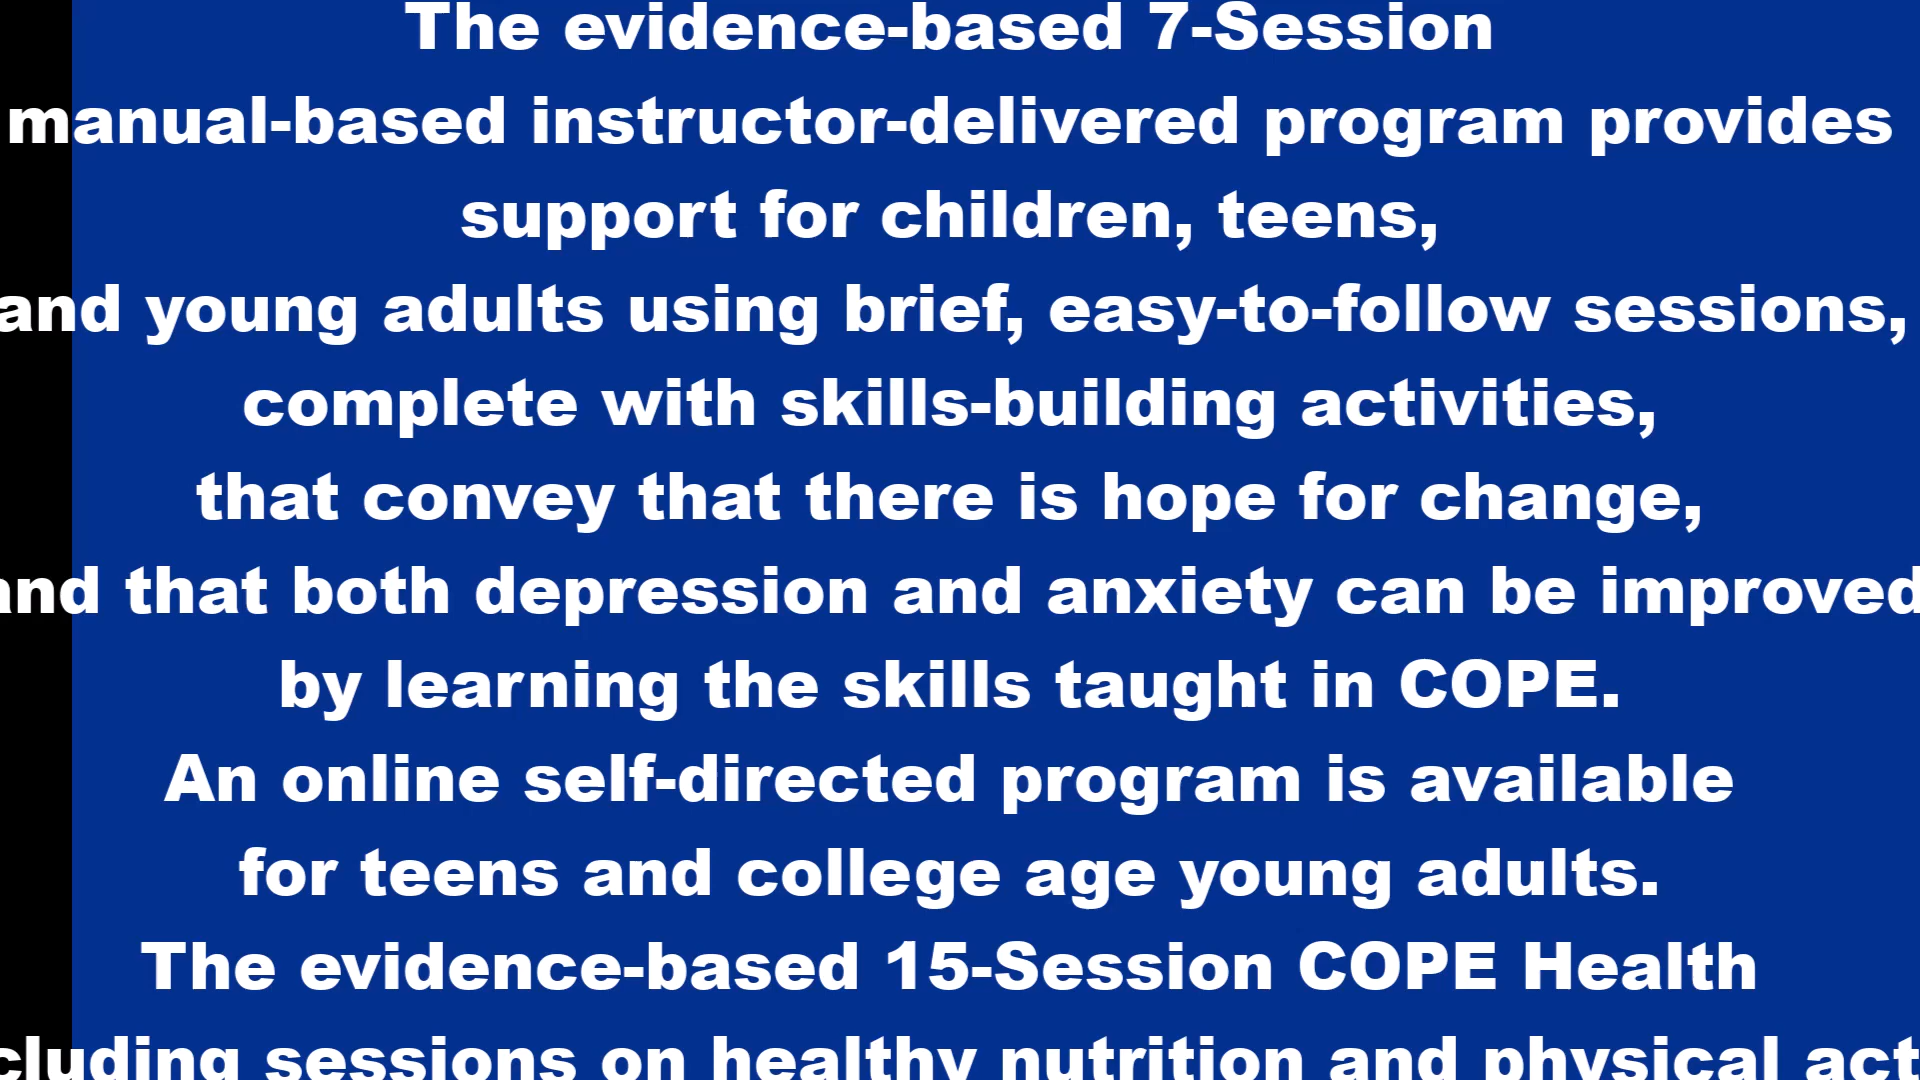 The evidence-based 7-Session
manual-based instructor-delivered program provides
support for children, teens,
and young adults using brief, easy-to-follow sessions,
complete with skills-building activities,
that convey that there is hope for change,
and that both depression and anxiety can be improved
by learning the skills taught in COPE.
An online self-directed program is available
for teens and college age young adults.
The evidence-based 15-Session COPE Health
sessions on healthy nutrition and physical